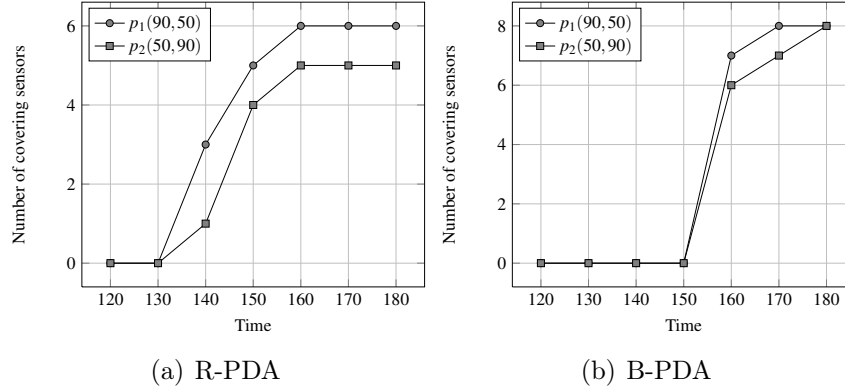 p₁(90,50)
p₂(50,90)
6
4
2
0
Number of covering sensors
120 130 140 150 160 170 180
Time
(a) R-PDA
p₁(90,50)
p₂(50,90)
8
6
4
2
0
Number of covering sensors
120 130 140 150 160 170 180
Time
(b) B-PDA